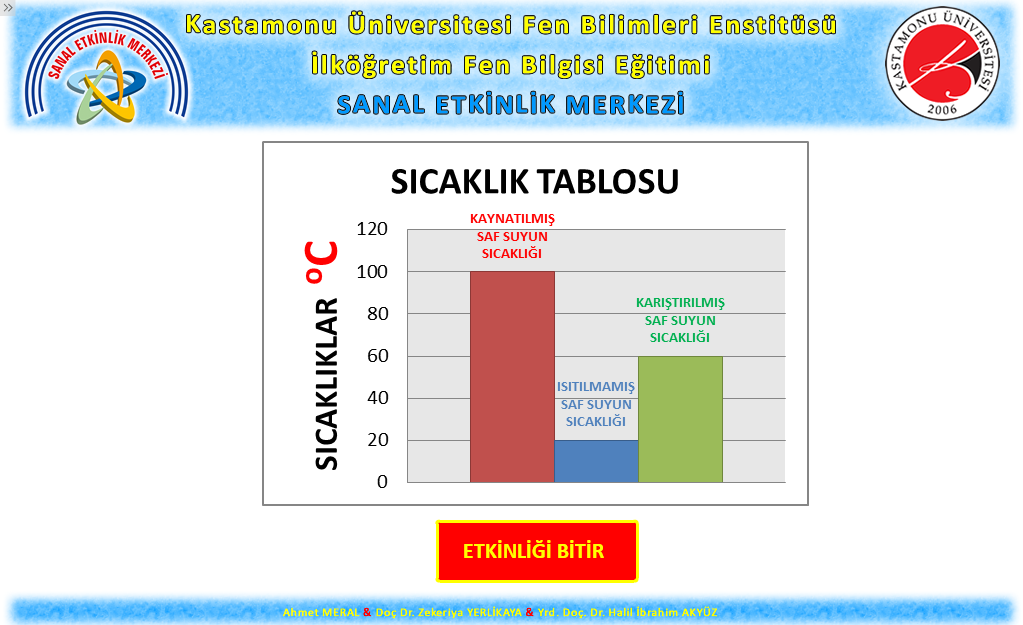 »
Kastamonu Üniversitesi Fen Bilimleri Enstitüsü
İlköğretim Fen Bilgisi Eğitimi
SANAL ETKİNLİK MERKEZİ
SANAL ETKİNLİK MERKEZİ
KASTAMONU ÜNİVERSİTESİ
2006
SICAKLIK TABLOSU
SICAKLIKLAR °C
120
100
80
60
40
20
0
KAYNATILMIŞ
SAF SUYUN
SICAKLIĞI
ISITILMAMIŞ
SAF SUYUN
SICAKLIĞI
KARIŞTIRILMIŞ
SAF SUYUN
SICAKLIĞI
ETKİNLİĞİ BİTİR
Ahmet MERAL & Doç Dr. Zekeriya YERLİKAYA & Yrd. Doç. Dr. Halil İbrahim AKYÜZ